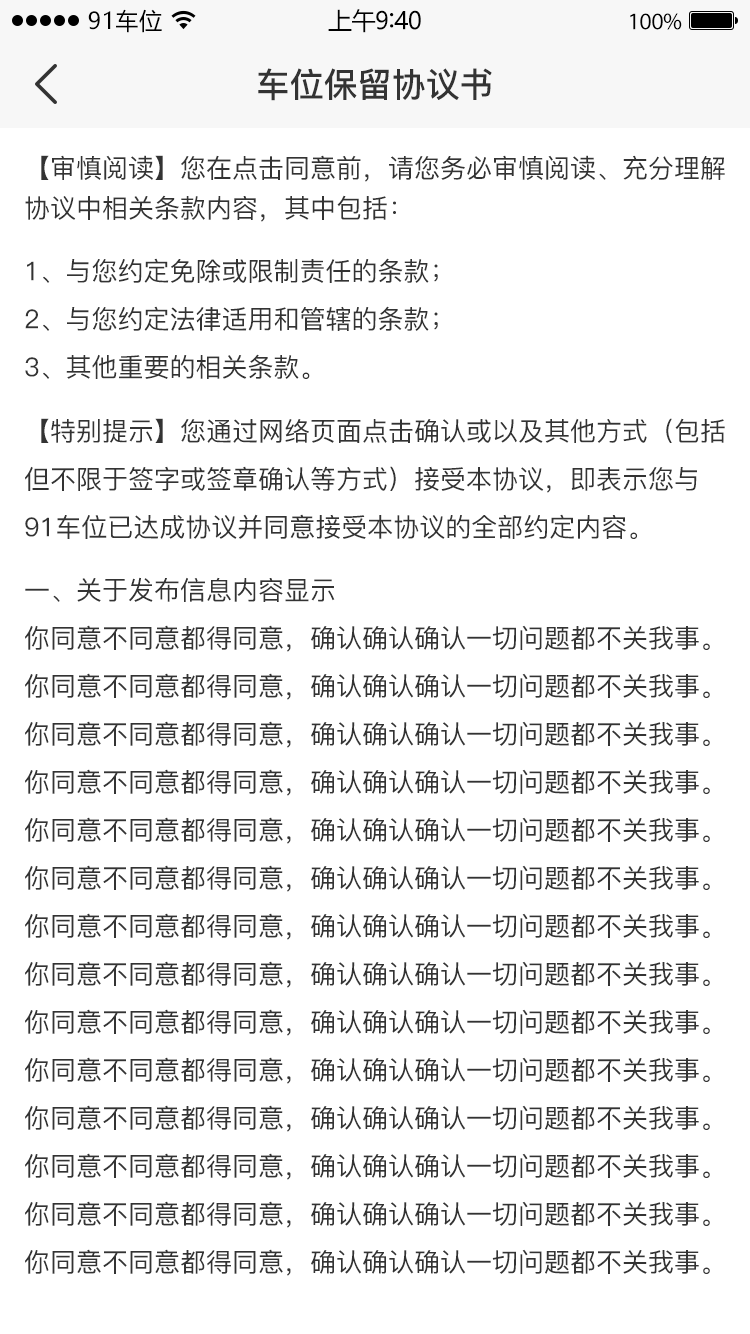 91车位 上午9:40 100%
车位保留协议书
【审慎阅读】您在点击同意前，请您务必审慎阅读、充分理解
协议中相关条款内容，其中包括：
1、与您约定免除或限制责任的条款；
2、与您约定法律适用和管辖的条款；
3、其他重要的相关条款。
【特别提示】您通过网络页面点击确认或以及其他方式（包括
但不限于签字或签章确认等方式）接受本协议，即表示您与
91车位已达成协议并同意接受本协议的全部约定内容。
一、关于发布信息内容显示
你同意不同意都得同意，确认确认确认一切问题都不关我事。
你同意不同意都得同意，确认确认确认一切问题都不关我事。
你同意不同意都得同意，确认确认确认一切问题都不关我事。
你同意不同意都得同意，确认确认确认一切问题都不关我事。
你同意不同意都得同意，确认确认确认一切问题都不关我事。
你同意不同意都得同意，确认确认确认一切问题都不关我事。
你同意不同意都得同意，确认确认确认一切问题都不关我事。
你同意不同意都得同意，确认确认确认一切问题都不关我事。
你同意不同意都得同意，确认确认确认一切问题都不关我事。
你同意不同意都得同意，确认确认确认一切问题都不关我事。
你同意不同意都得同意，确认确认确认一切问题都不关我事。
你同意不同意都得同意，确认确认确认一切问题都不关我事。
你同意不同意都得同意，确认确认确认一切问题都不关我事。
你同意不同意都得同意，确认确认确认一切问题都不关我事。